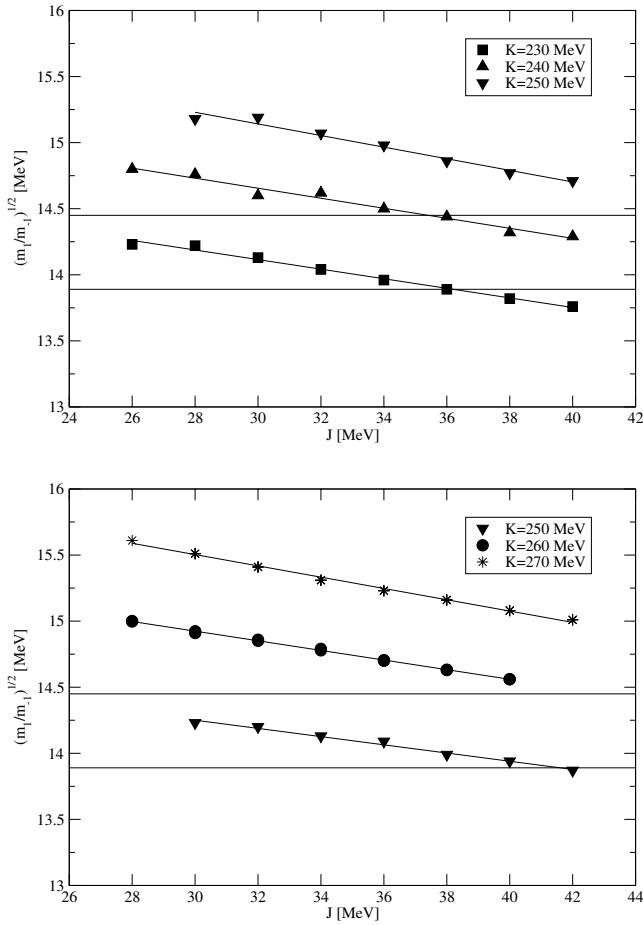 16
15.5
15
14.5
14
13.5
13
(m₁/m₋₁)^1/2 [MeV]
K=230 MeV
K=240 MeV
K=250 MeV
24 26 28 30 32 34 36 38 40 42
J [MeV]
16
15.5
15
14.5
14
13.5
13
(m₁/m₋₁)^1/2 [MeV]
K=250 MeV
K=260 MeV
K=270 MeV
26 28 30 32 34 36 38 40 42 44
J [MeV]